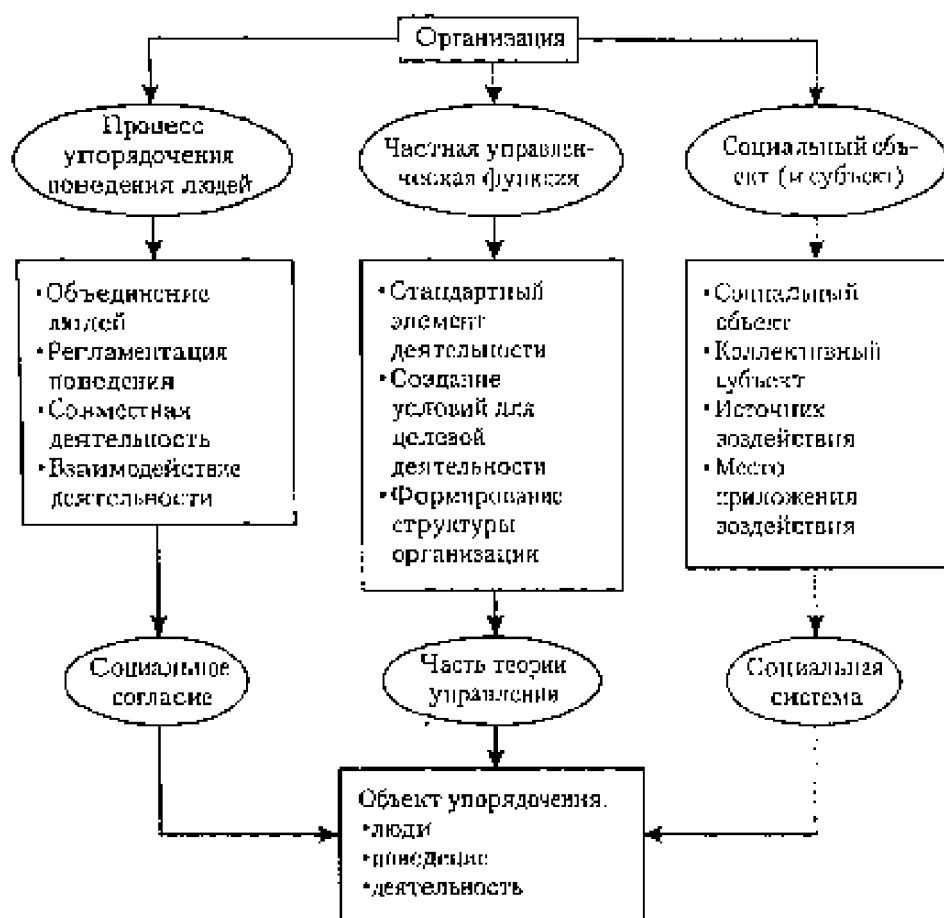 Организация
Процесс
упорядочения
поведения людей
Частная управлен-
ческая функция
Социальный объ-
ект (и субъект)
•Объединение
людей
•Регламентация
поведения
•Совместная
деятельность
•Взаимодействие
деятельности
•Стандартный
элемент
деятельности
•Создание
условий для
целевой
деятельности
•Формирование
структуры
организации
•Социальный
объект
•Коллективный
субъект
•Источник
воздействия
•Место
приложения
воздействия
Социальное
согласие
Часть теории
управления
Социальная
система
Объект упорядочения:
•люди
•поведение
•деятельность